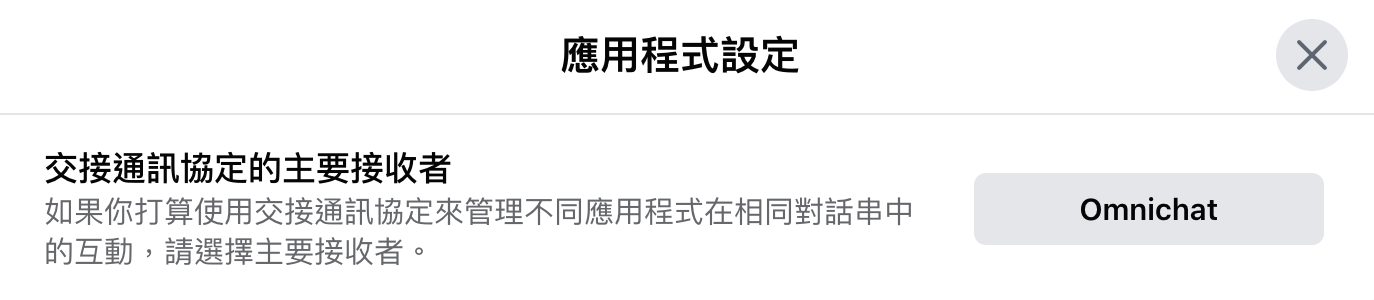 應用程式設定
交接通訊協定的主要接收者
如果你打算使用交接通訊協定來管理不同應用程式在相同對話串中
的互動，請選擇主要接收者。
Omnichat